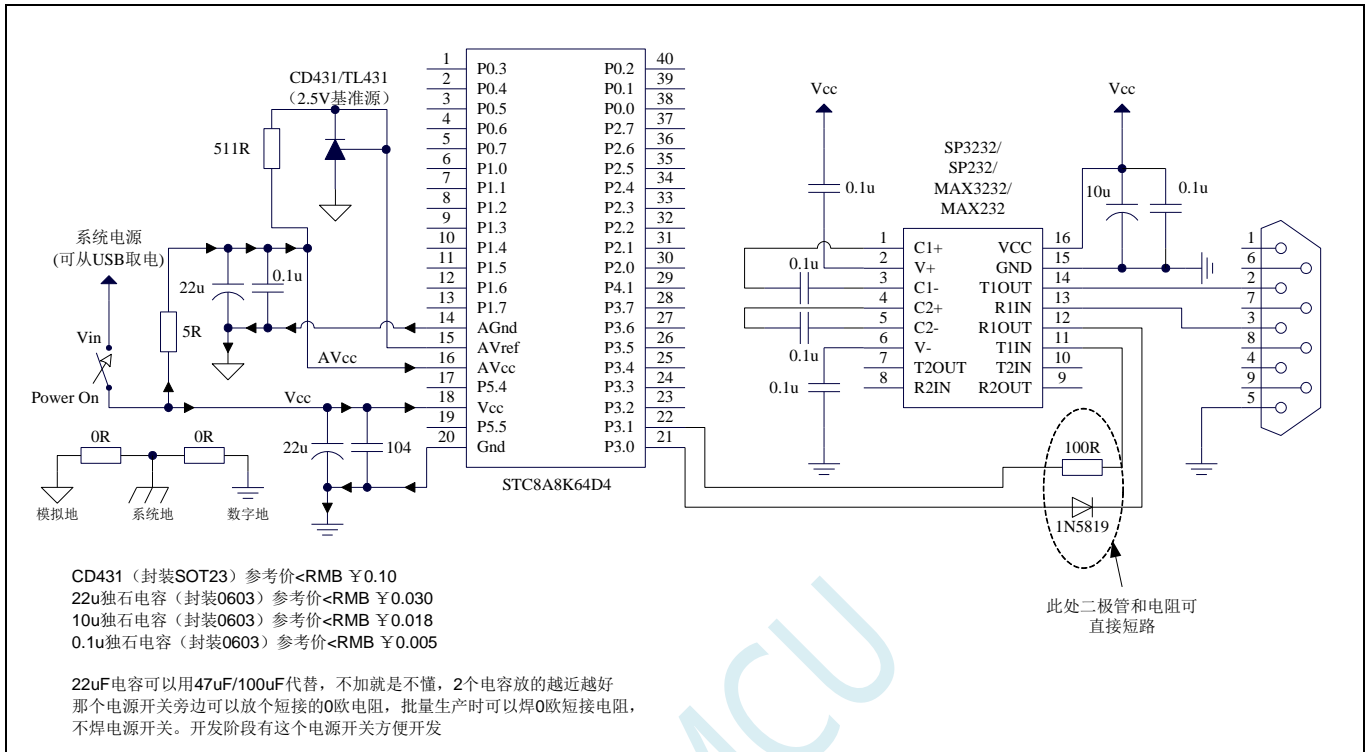 CD431/TL431
（2.5V基准源）
511R
系统电源
(可从USB取电)
22u
0.1u
5R
Vin
Power On
AVcc
Vcc
22u
104
0R
0R
模拟地
系统地
数字地
1 P0.3 P0.2 40
2 P0.4 P0.1 39
3 P0.5 P0.0 38
4 P0.6 P2.7 37
5 P0.7 P2.6 36
6 P1.0 P2.5 35
7 P1.1 P2.4 34
8 P1.2 P2.3 33
9 P1.3 P2.2 32
10 P1.4 P2.1 31
11 P1.5 P2.0 30
12 P1.6 P4.1 29
13 P1.7 P3.7 28
14 AGnd P3.6 27
15 AVref P3.5 26
16 AVcc P3.4 25
17 P5.4 P3.3 24
18 Vcc P3.2 23
19 P5.5 P3.1 22
20 Gnd P3.0 21
STC8A8K64D4
Vcc
Vcc
0.1u
10u
0.1u
SP3232/
SP232/
MAX3232/
MAX232
0.1u
0.1u
0.1u
1 C1+ VCC 16
2 V+ GND 15
3 C1- T1OUT 14
4 C2+ R1IN 13
5 C2- R1OUT 12
6 V- T1IN 11
7 T2OUT T2IN 10
8 R2IN R2OUT 9
1
6
2
7
3
8
4
9
5
100R
1N5819
此处二极管和电阻可
直接短路
CD431（封装SOT23）参考价<RMB ￥0.10
22u独石电容（封装0603）参考价<RMB ￥0.030
10u独石电容（封装0603）参考价<RMB ￥0.018
0.1u独石电容（封装0603）参考价<RMB ￥0.005
22uF电容可以用47uF/100uF代替，不加就是不懂，2个电容放的越近越好
那个电源开关旁边可以放个短接的0欧电阻，批量生产时可以焊0欧短接电阻，
不焊电源开关。开发阶段有这个电源开关方便开发
MCU